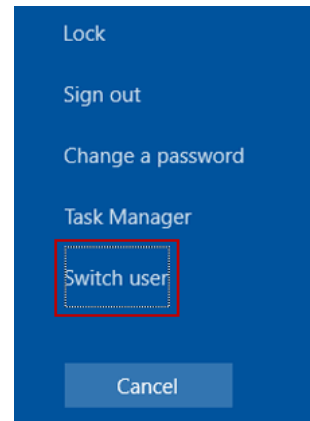 Lock
Sign out
Change a password
Task Manager
Switch user
Cancel